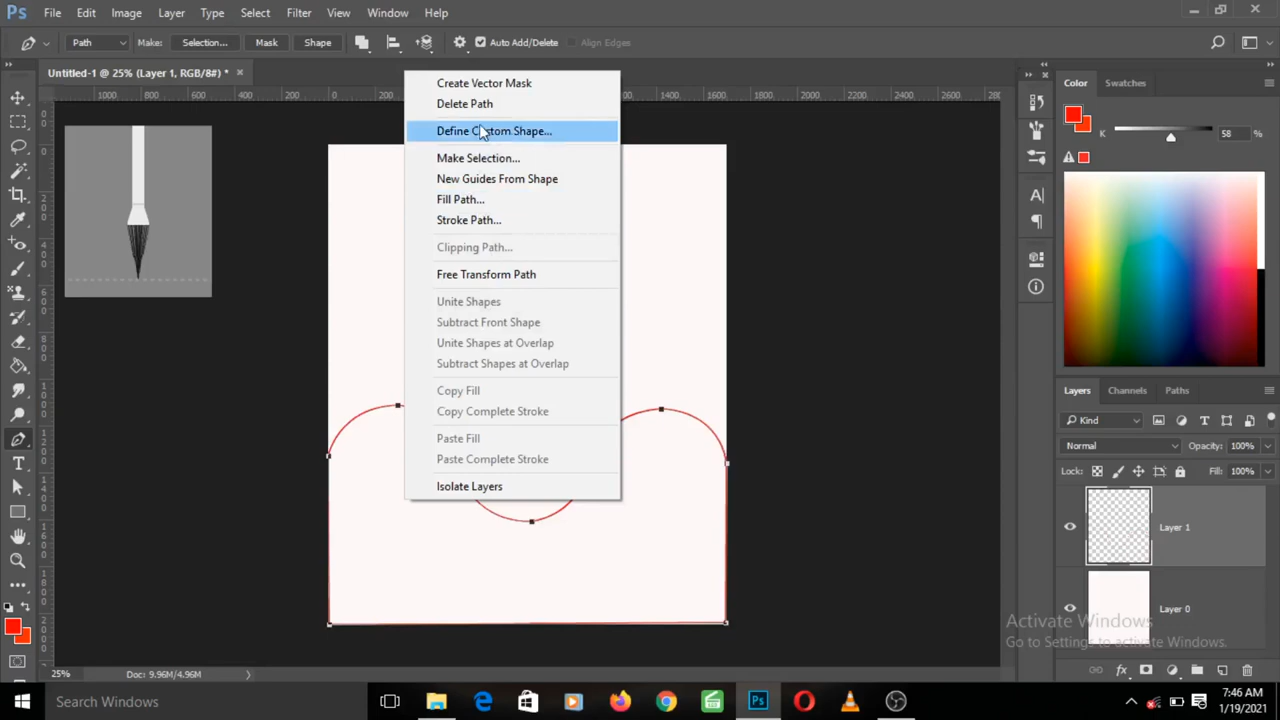 Ps File Edit Image Layer Type Select Filter 3D View Window Help
Path Make: Selection... Mask Shape Auto Add/Delete Align Edges
Untitled-1 @ 25% (Layer 1, RGB/8#) * ×
Create Vector Mask
Delete Path
Define Custom Shape...
Make Selection...
New Guides From Shape
Fill Path...
Stroke Path...
Clipping Path...
Free Transform Path
Unite Shapes
Subtract Front Shape
Unite Shapes at Overlap
Subtract Shapes at Overlap
Copy Fill
Copy Complete Stroke
Paste Fill
Paste Complete Stroke
Isolate Layers
Color Swatches
K 58 %
Layers Channels Paths
Kind
Normal Opacity: 100%
Lock: Fill: 100%
Layer 1
Layer 0
Activate Windows
Go to Settings to activate Windows.
25% Doc: 9.96M/4.96M
Search Windows
7:46 AM
1/19/2021